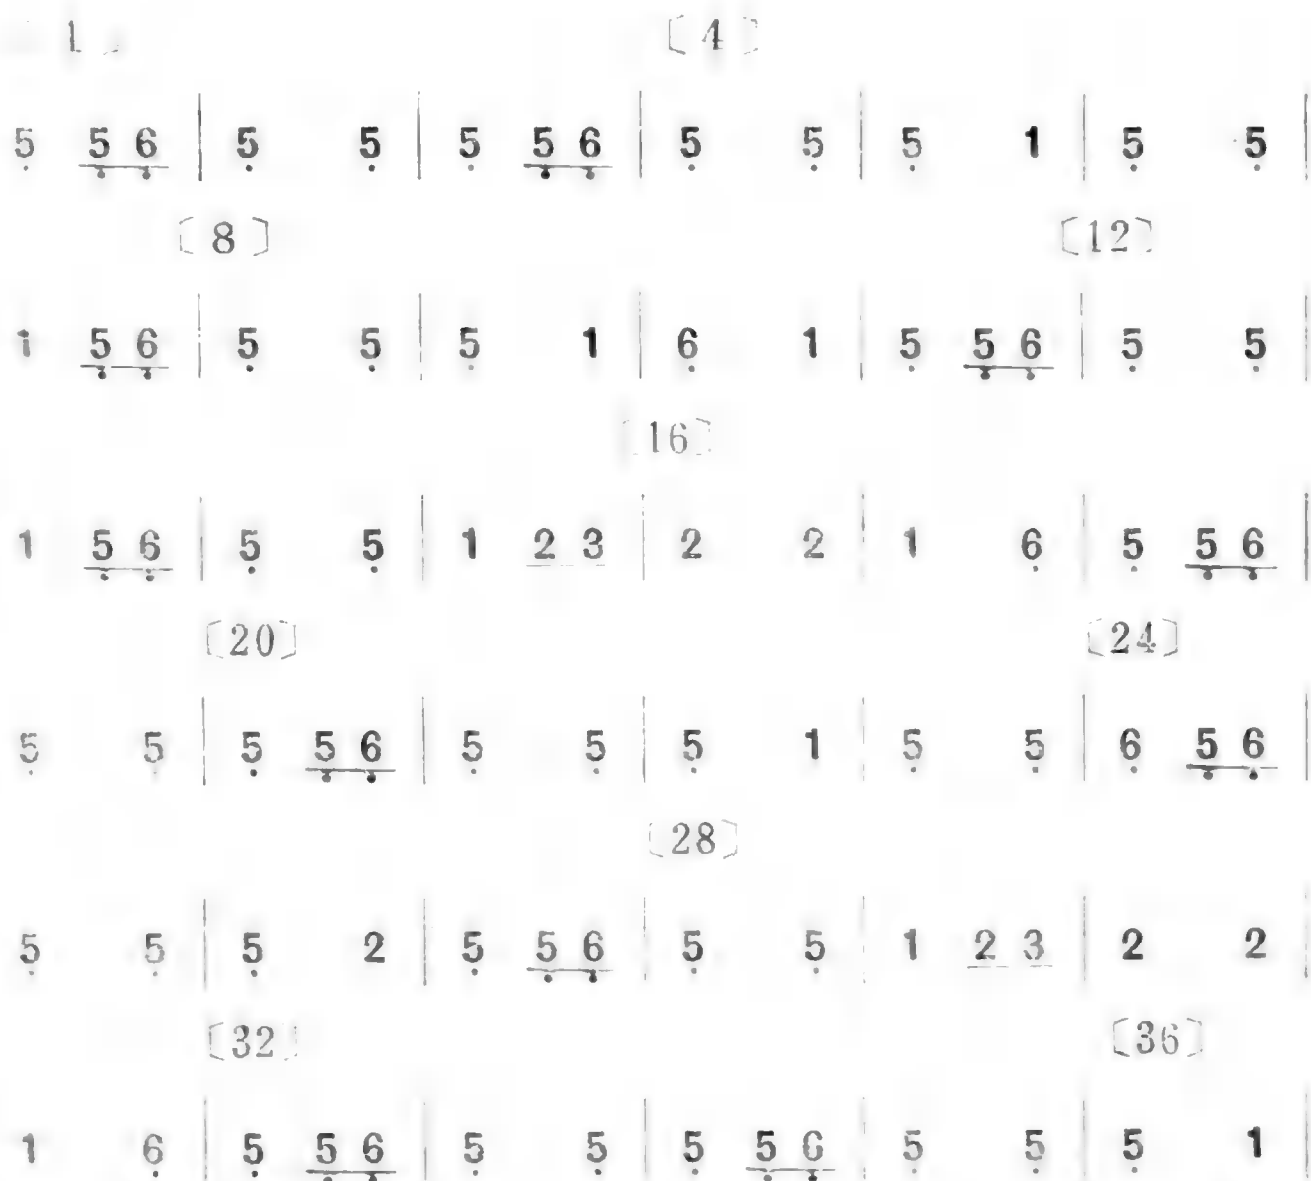 1〕 〔4〕
5̣ 5̣ 6̣ | 5̣ 5̣ | 5̣ 5̣ 6̣ | 5̣ 5̣ | 5̣ 1 | 5̣ 5̣ |
〔8〕 〔12〕
1 5̣ 6̣ | 5̣ 5̣ | 5̣ 1 | 6̣ 1 | 5̣ 5̣ 6̣ | 5̣ 5̣ |
〔16〕
1 5̣ 6̣ | 5̣ 5̣ | 1 2 3 | 2 2 | 1 6̣ | 5̣ 5̣ 6̣ |
〔20〕 〔24〕
5̣ 5̣ | 5̣ 5̣ 6̣ | 5̣ 5̣ | 5̣ 1 | 5̣ 5̣ | 6̣ 5̣ 6̣ |
〔28〕
5̣ 5̣ | 5̣ 2 | 5̣ 5̣ 6̣ | 5̣ 5̣ | 1 2 3 | 2 2 |
〔32〕 〔36〕
1 6̣ | 5̣ 5̣ 6̣ | 5̣ 5̣ | 5̣ 5̣ 6̣ | 5̣ 5̣ | 5̣ 1 |